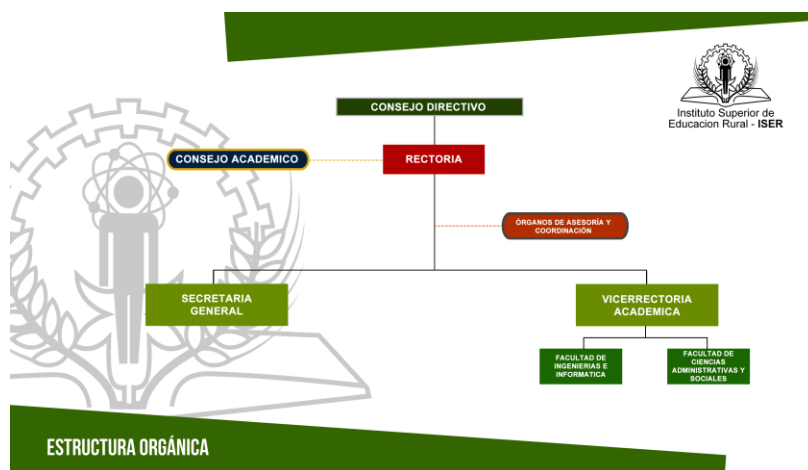 Instituto Superior de
Educacion Rural - ISER
CONSEJO DIRECTIVO
CONSEJO ACADEMICO
RECTORIA
ÓRGANOS DE ASESORÍA Y
COORDINACIÓN
SECRETARIA
GENERAL
VICERRECTORIA
ACADEMICA
FACULTAD DE
INGENIERIAS E
INFORMATICA
FACULTAD DE
CIENCIAS
ADMINISTRATIVAS Y
SOCIALES
ESTRUCTURA ORGÁNICA